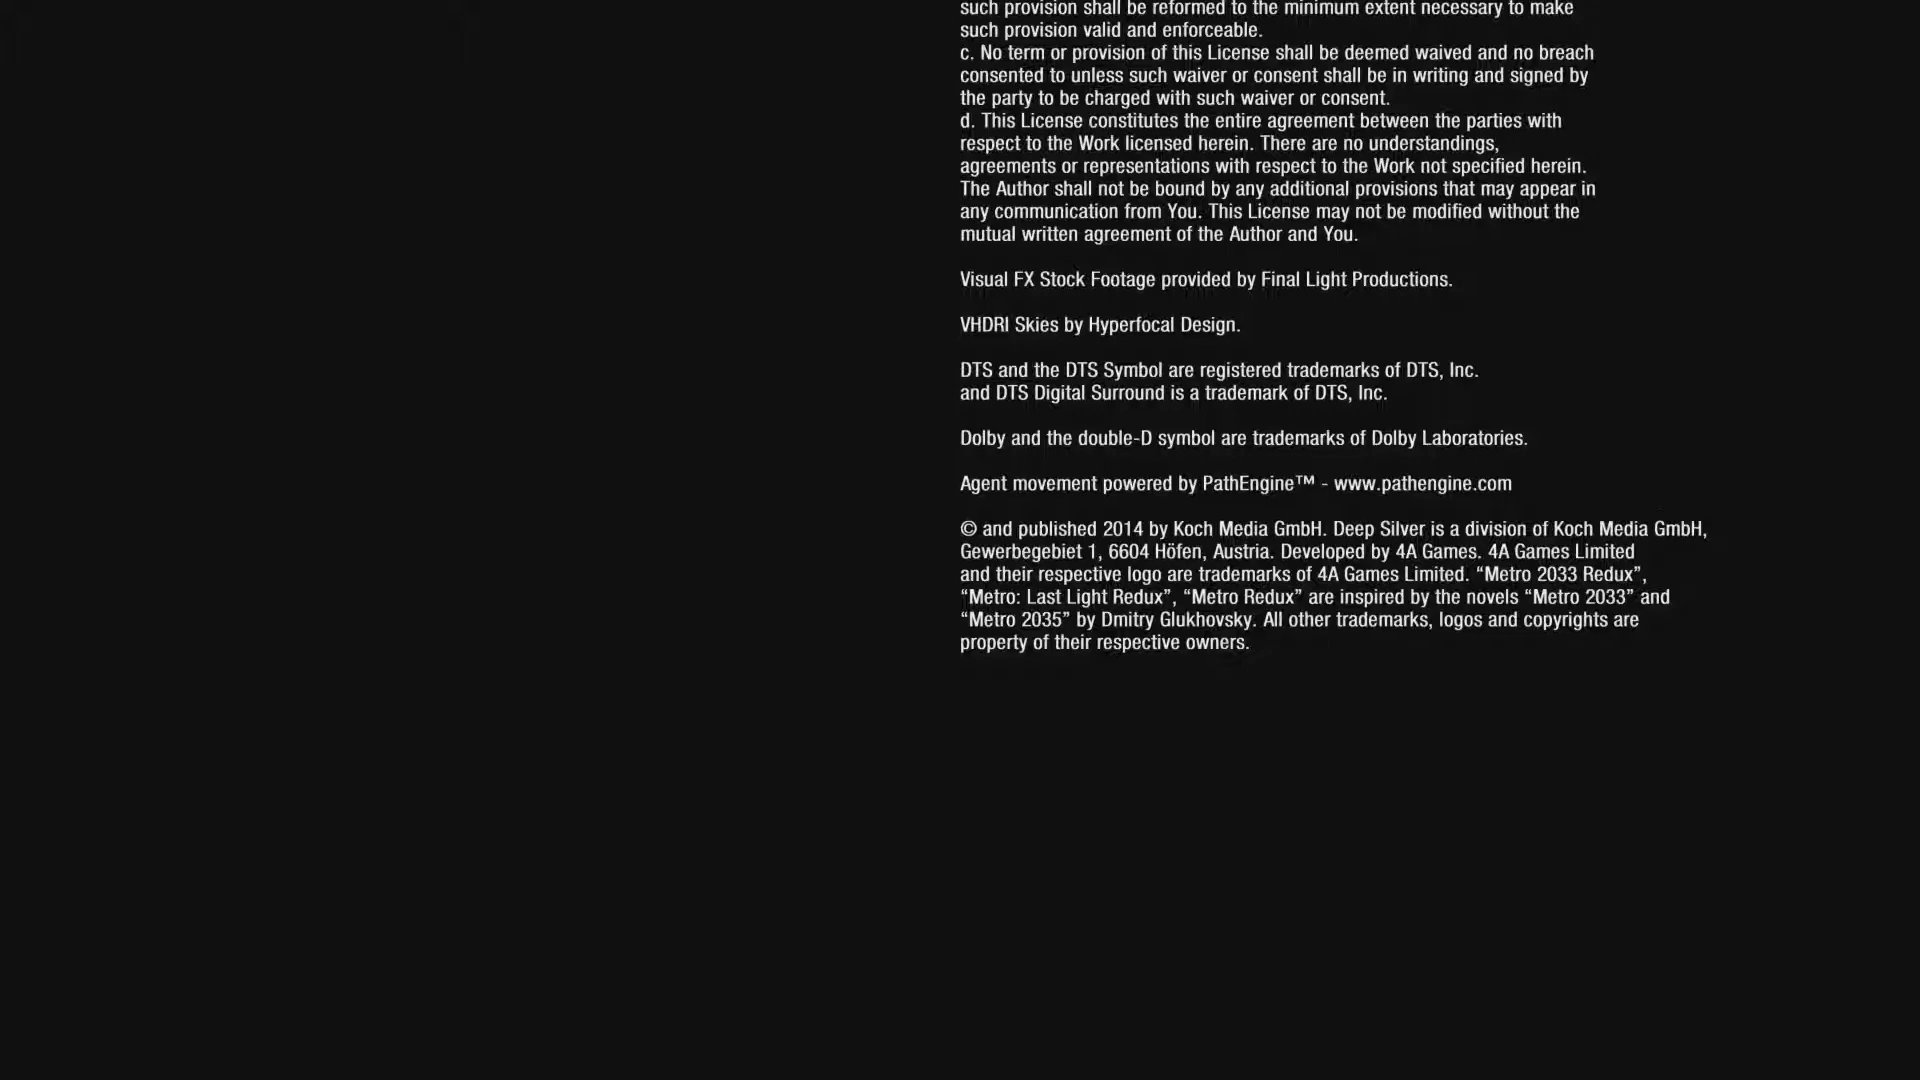 such provision shall be reformed to the minimum extent necessary to make
such provision valid and enforceable.
c. No term or provision of this License shall be deemed waived and no breach
consented to unless such waiver or consent shall be in writing and signed by
the party to be charged with such waiver or consent.
d. This License constitutes the entire agreement between the parties with
respect to the Work licensed herein. There are no understandings,
agreements or representations with respect to the Work not specified herein.
The Author shall not be bound by any additional provisions that may appear in
any communication from You. This License may not be modified without the
mutual written agreement of the Author and You.
Visual FX Stock Footage provided by Final Light Productions.
VHDRI Skies by Hyperfocal Design.
DTS and the DTS Symbol are registered trademarks of DTS, Inc.
and DTS Digital Surround is a trademark of DTS, Inc.
Dolby and the double-D symbol are trademarks of Dolby Laboratories.
Agent movement powered by PathEngine™ - www.pathengine.com
© and published 2014 by Koch Media GmbH. Deep Silver is a division of Koch Media GmbH,
Gewerbegebiet 1, 6604 Höfen, Austria. Developed by 4A Games. 4A Games Limited
and their respective logo are trademarks of 4A Games Limited. “Metro 2033 Redux”,
“Metro: Last Light Redux”, “Metro Redux” are inspired by the novels “Metro 2033” and
“Metro 2035” by Dmitry Glukhovsky. All other trademarks, logos and copyrights are
property of their respective owners.